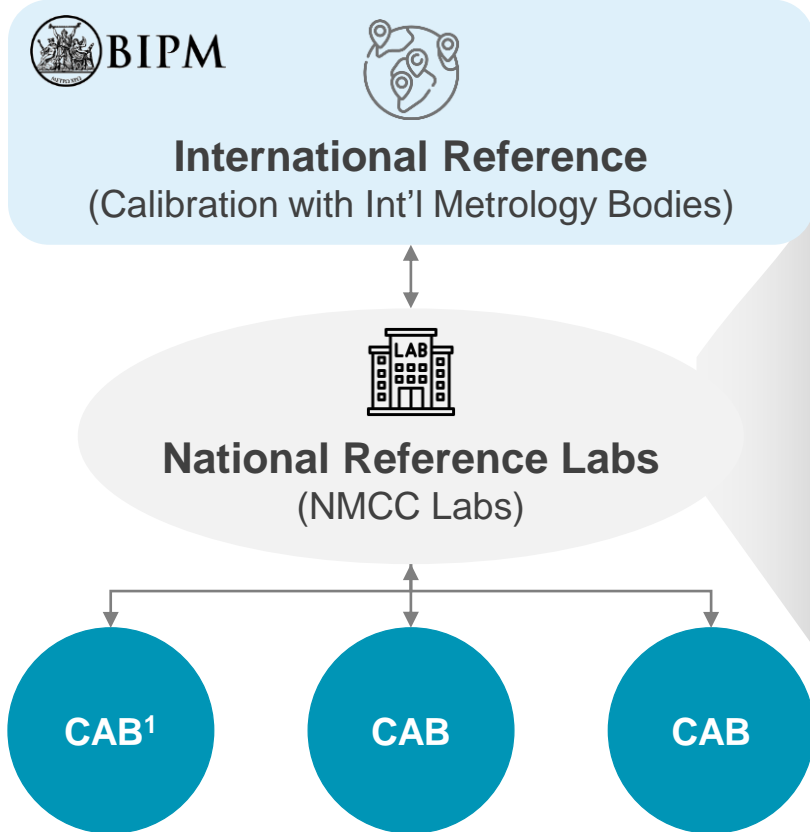 BIPM
International Reference
(Calibration with Int'l Metrology Bodies)
LAB
National Reference Labs
(NMCC Labs)
CAB¹ CAB CAB